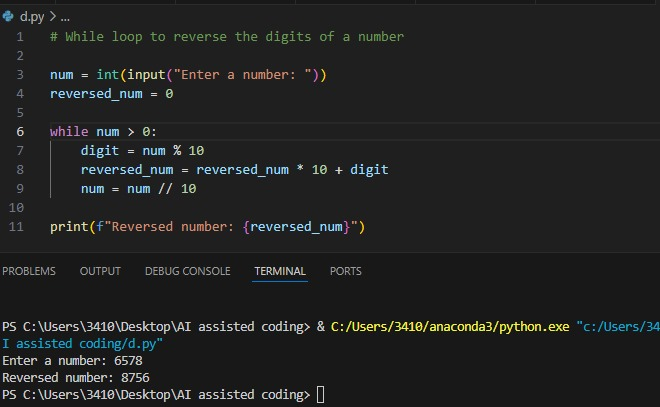 d.py > ...
1 # While loop to reverse the digits of a number
2
3 num = int(input("Enter a number: "))
4 reversed_num = 0
5
6 while num > 0:
7     digit = num % 10
8     reversed_num = reversed_num * 10 + digit
9     num = num // 10
10
11 print(f"Reversed number: {reversed_num}")
PROBLEMS OUTPUT DEBUG CONSOLE TERMINAL PORTS
PS C:\Users\3410\Desktop\AI assisted coding> & C:/Users/3410/anaconda3/python.exe "c:/Users/34
I assisted coding/d.py"
Enter a number: 6578
Reversed number: 8756
PS C:\Users\3410\Desktop\AI assisted coding>